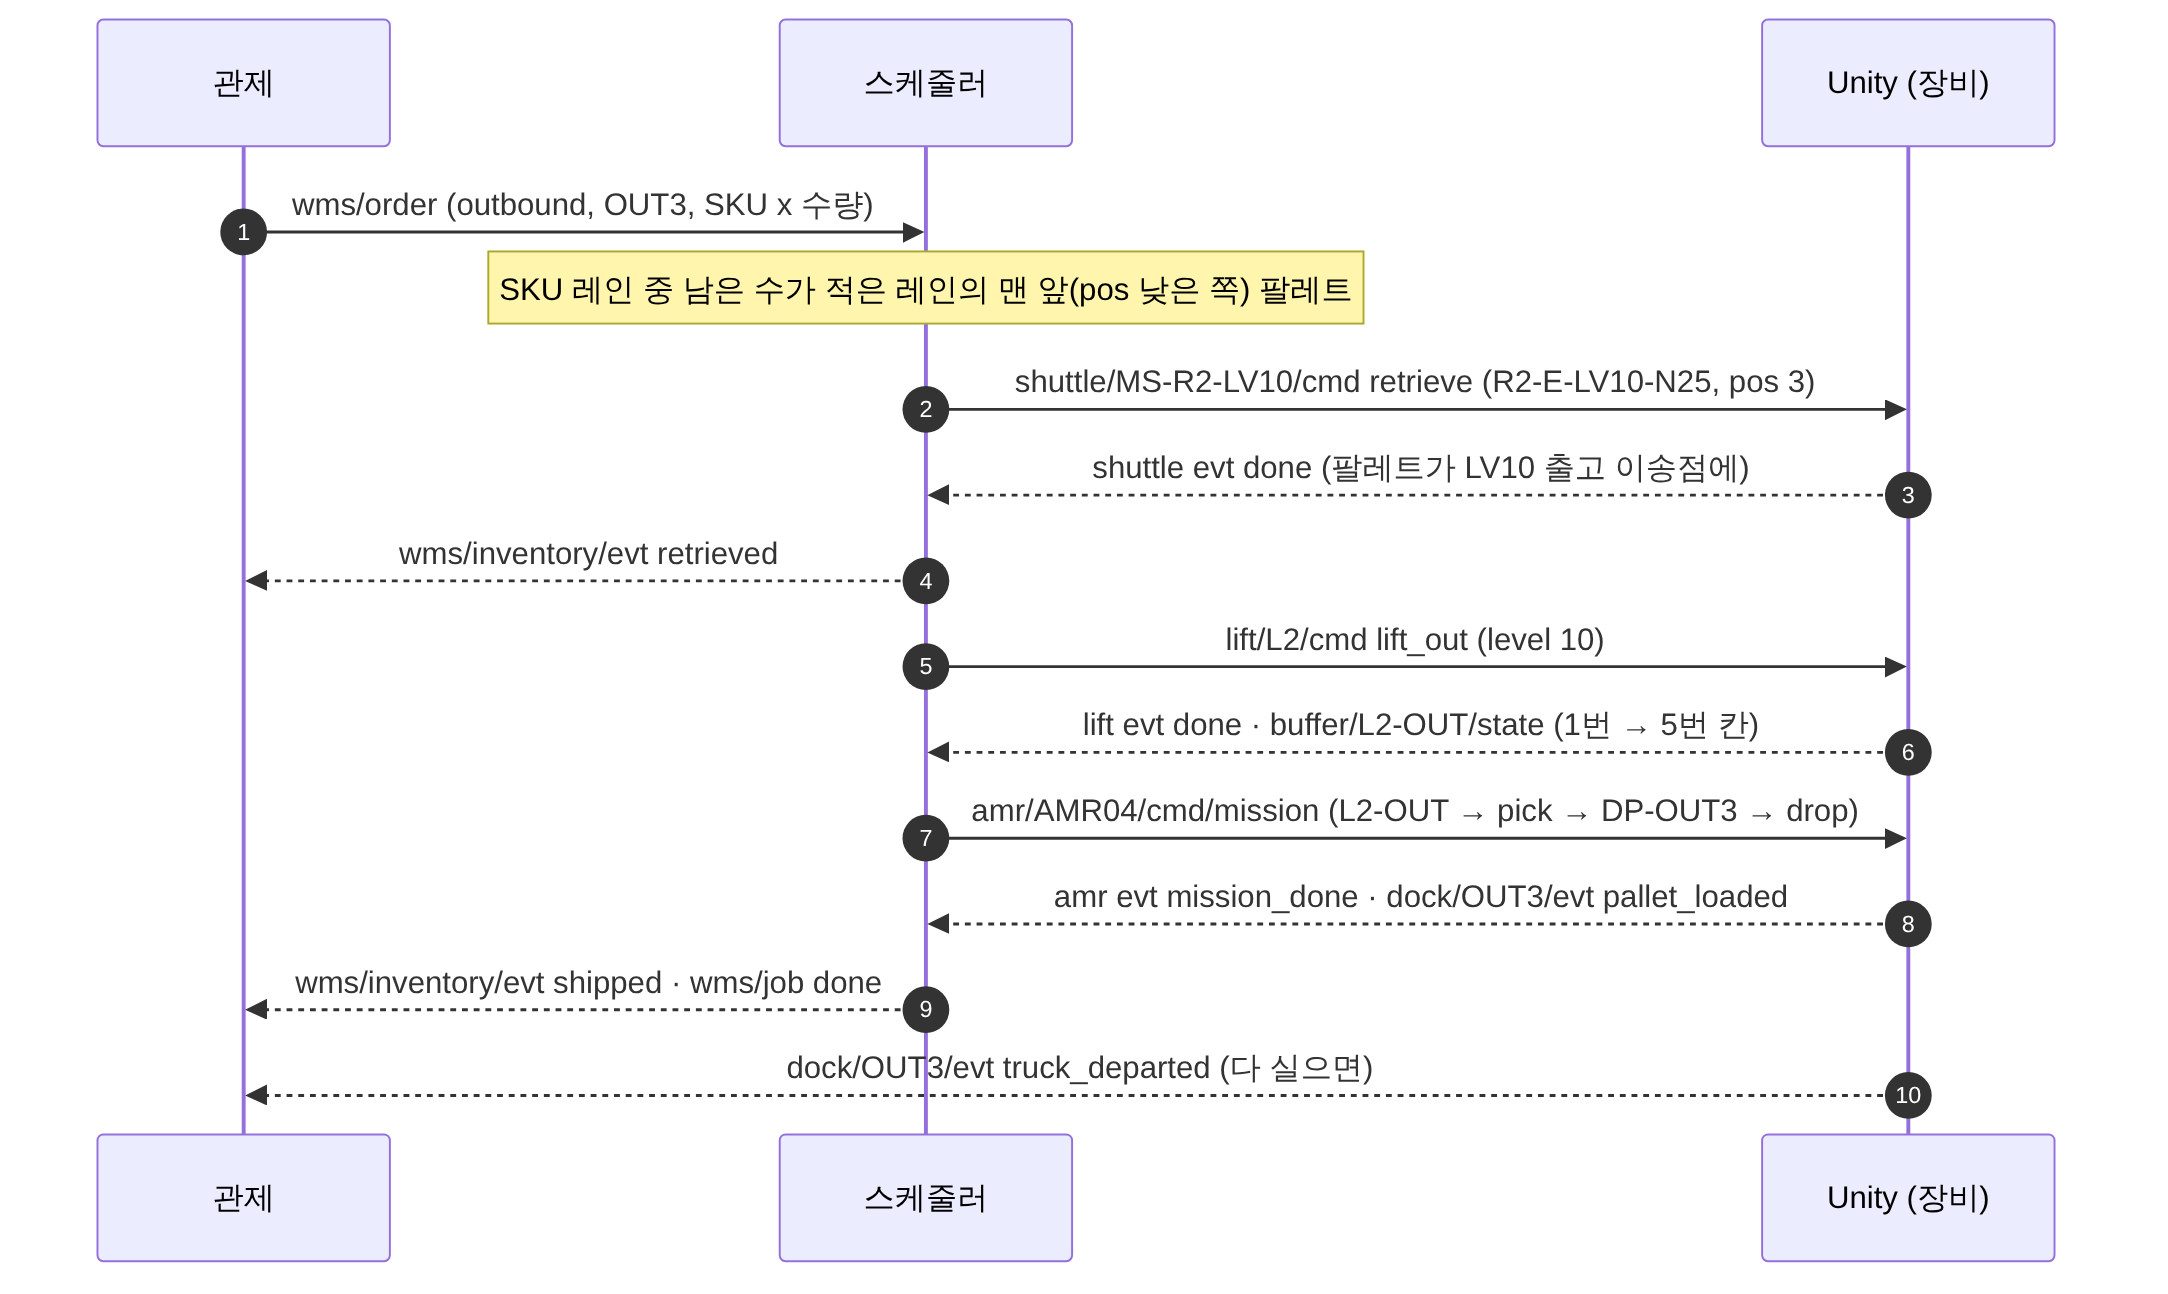 관제
스케줄러
Unity (장비)
wms/order (outbound, OUT3, SKU x 수량)
1
SKU 레인 중 남은 수가 적은 레인의 맨 앞(pos 낮은 쪽) 팔레트
shuttle/MS-R2-LV10/cmd retrieve (R2-E-LV10-N25, pos 3)
2
shuttle evt done (팔레트가 LV10 출고 이송점에)
3
wms/inventory/evt retrieved
4
lift/L2/cmd lift_out (level 10)
5
lift evt done · buffer/L2-OUT/state (1번 → 5번 칸)
6
amr/AMR04/cmd/mission (L2-OUT → pick → DP-OUT3 → drop)
7
amr evt mission_done · dock/OUT3/evt pallet_loaded
8
wms/inventory/evt shipped · wms/job done
9
dock/OUT3/evt truck_departed (다 실으면)
10
관제
스케줄러
Unity (장비)